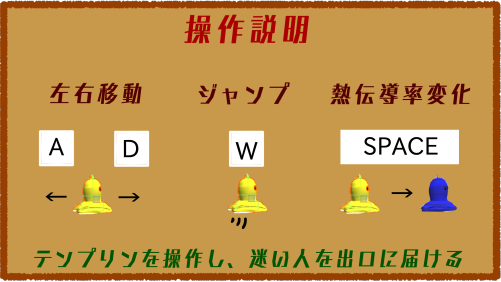 操作説明
左右移動 ジャンプ 熱伝導率変化
A D W SPACE
← → →
テンプリンを操作し、迷い人を出口に届ける